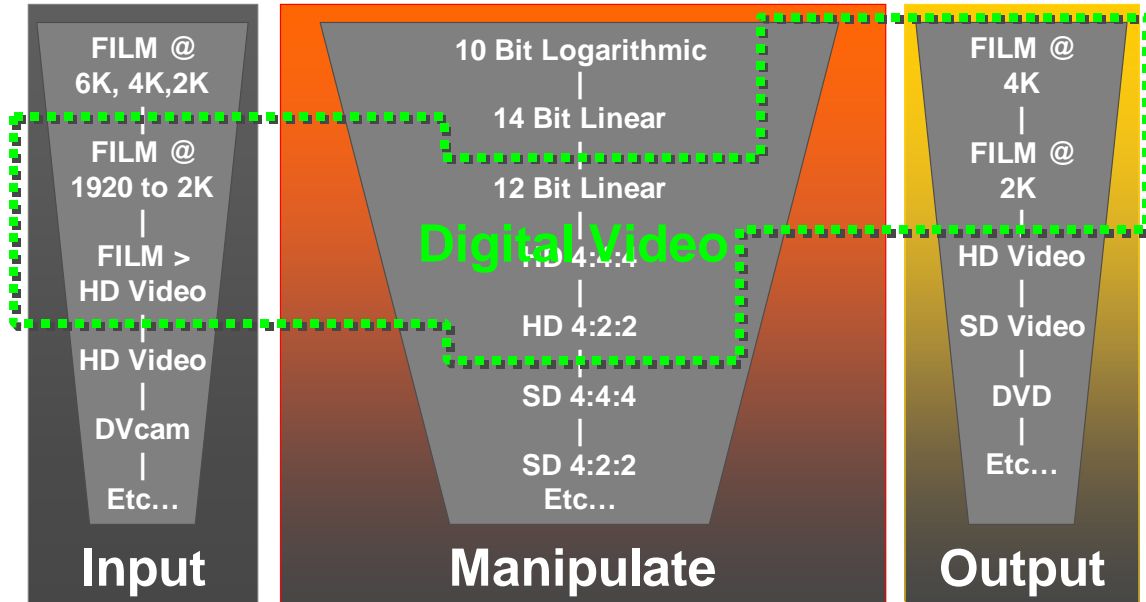 FILM @
6K, 4K,2K
|
FILM @
1920 to 2K
|
FILM >
HD Video
|
HD Video
|
DVcam
|
Etc…
Input
10 Bit Logarithmic
|
14 Bit Linear
|
12 Bit Linear
|
HD 4:4:4
|
HD 4:2:2
|
SD 4:4:4
|
SD 4:2:2
Etc…
Digital Video
Manipulate
FILM @
4K
|
FILM @
2K
|
HD Video
|
SD Video
|
DVD
|
Etc…
Output